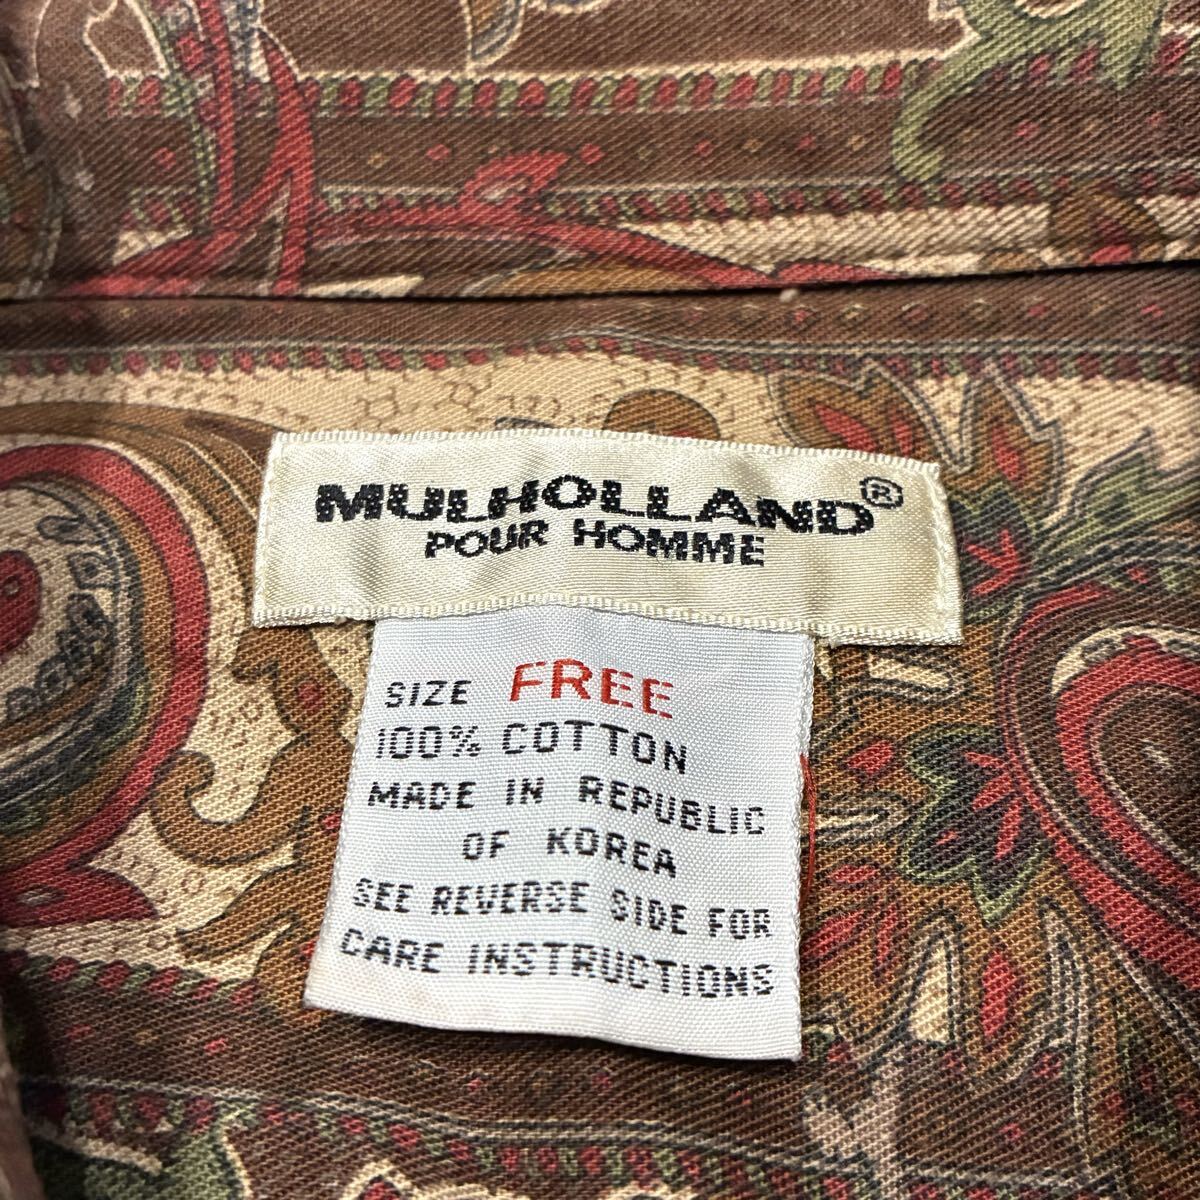 MULHOLLAND®
POUR HOMME
SIZE FREE
100% COTTON
MADE IN REPUBLIC
OF KOREA
SEE REVERSE SIDE FOR
CARE INSTRUCTIONS